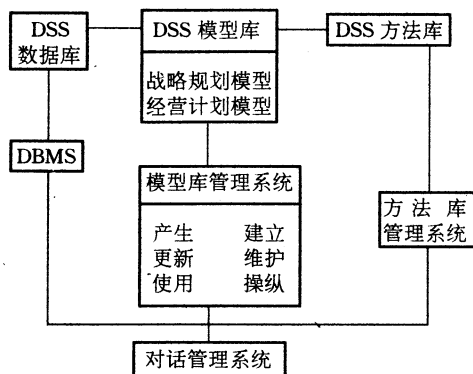 DSS
数据库
DSS 模型库
战略规划模型
经营计划模型
DSS 方法库
DBMS
模型库管理系统
产生 建立
更新 维护
使用 操纵
方法库
管理系统
对话管理系统